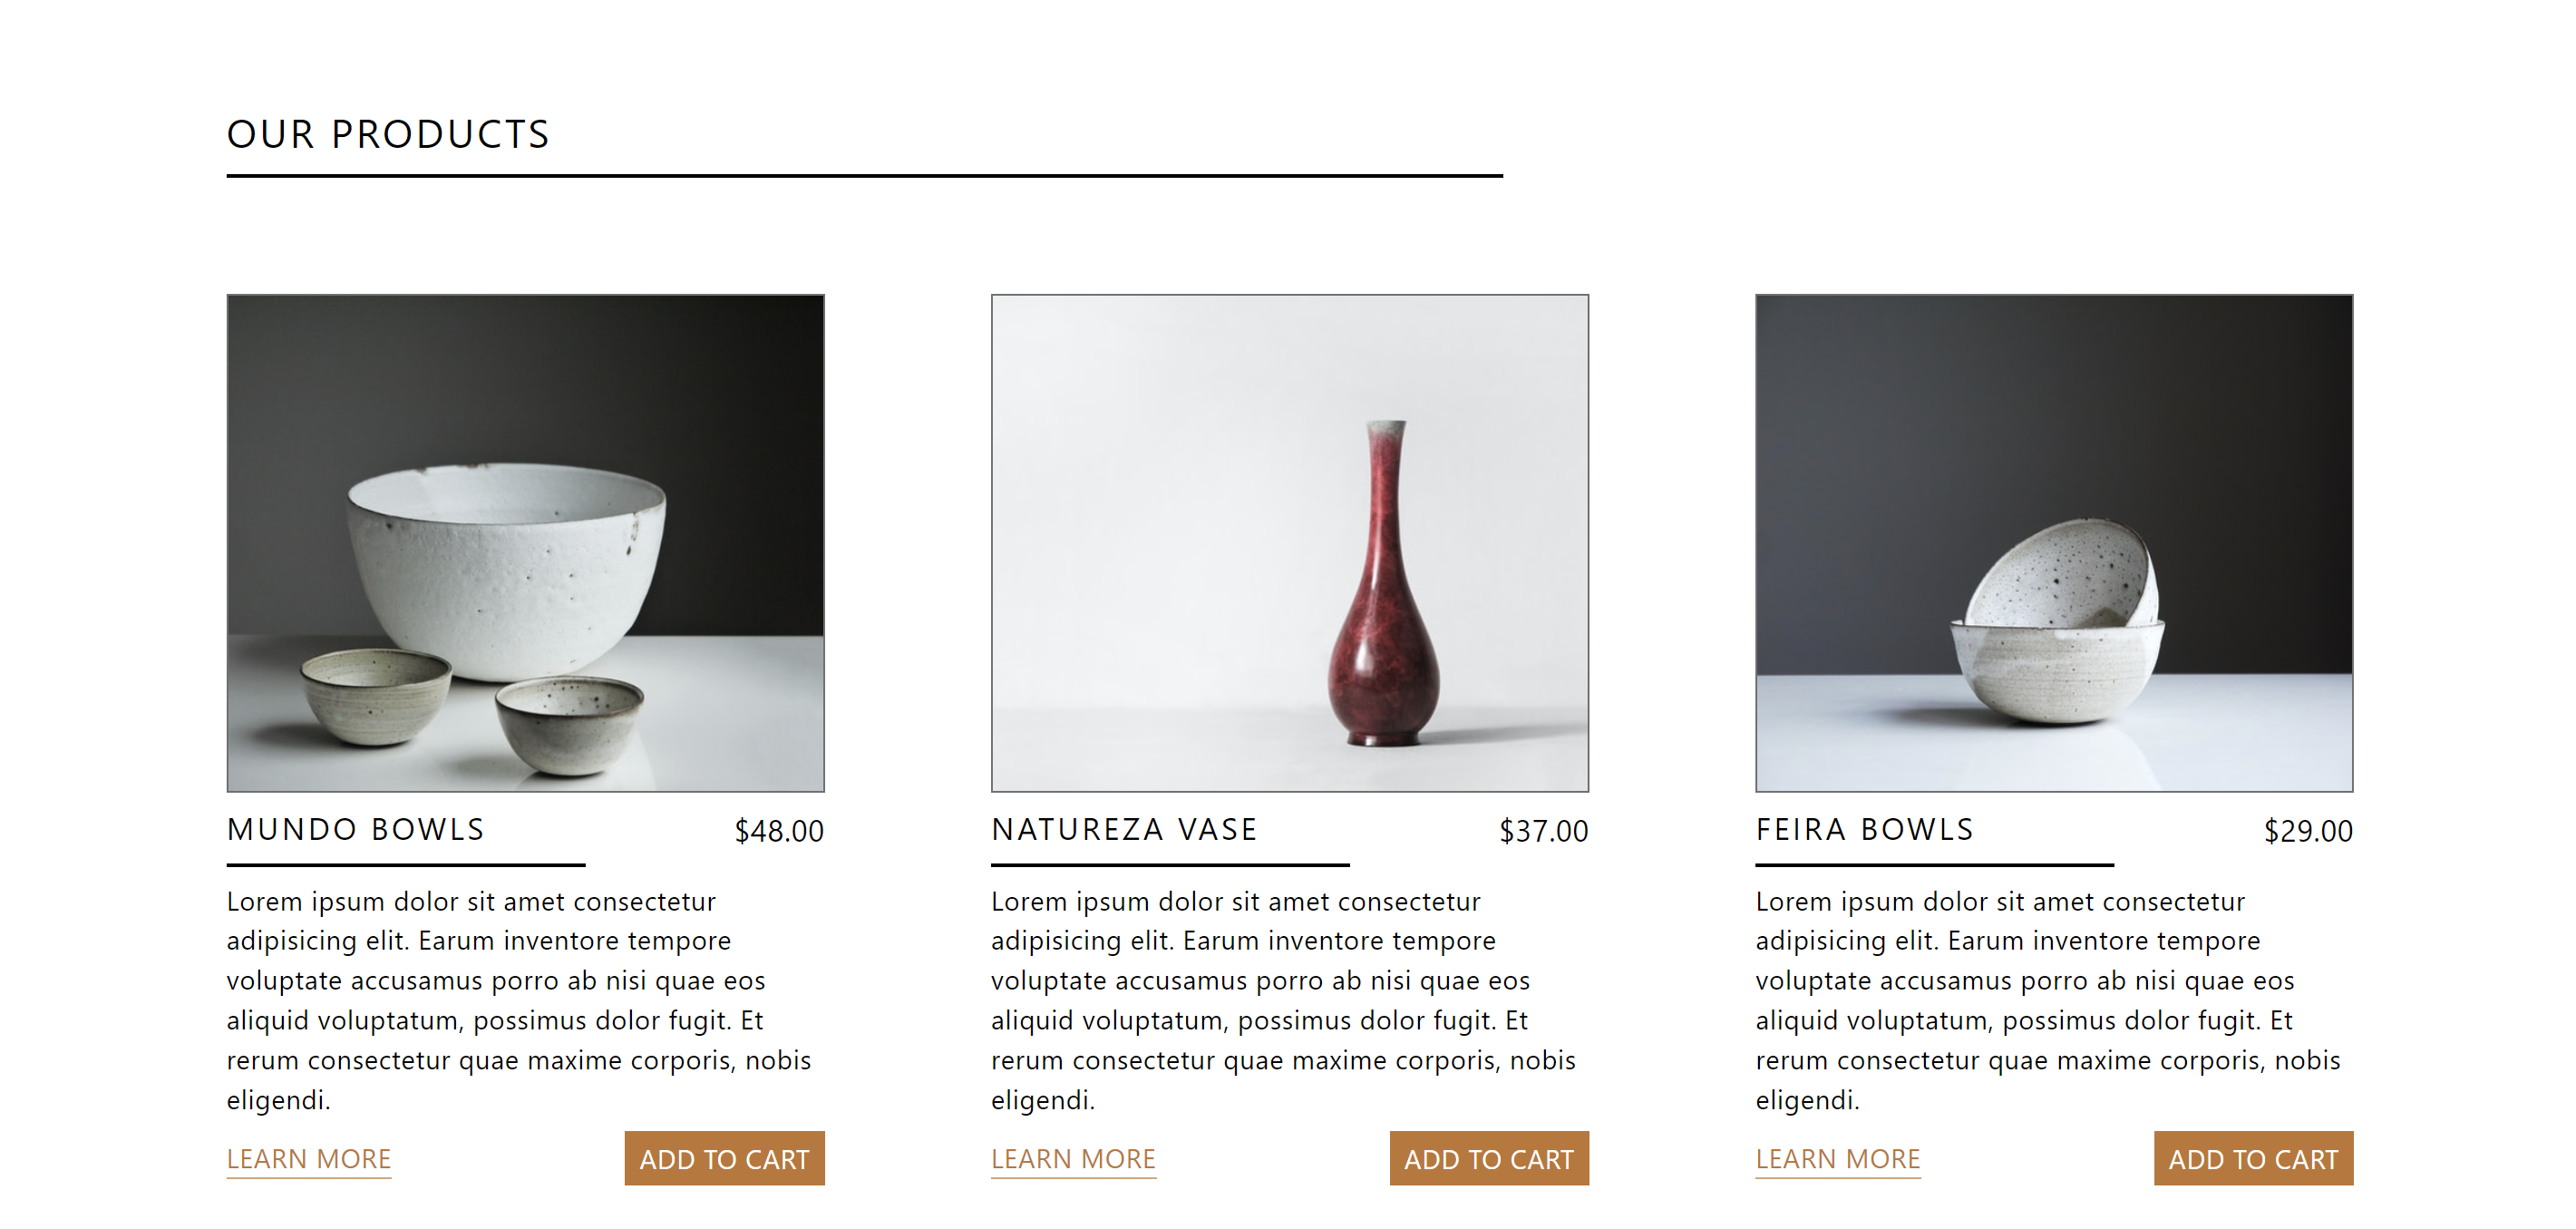 OUR PRODUCTS
MUNDO BOWLS $48.00
Lorem ipsum dolor sit amet consectetur
adipisicing elit. Earum inventore tempore
voluptate accusamus porro ab nisi quae eos
aliquid voluptatum, possimus dolor fugit. Et
rerum consectetur quae maxime corporis, nobis
eligendi.
LEARN MORE ADD TO CART
NATUREZA VASE $37.00
Lorem ipsum dolor sit amet consectetur
adipisicing elit. Earum inventore tempore
voluptate accusamus porro ab nisi quae eos
aliquid voluptatum, possimus dolor fugit. Et
rerum consectetur quae maxime corporis, nobis
eligendi.
LEARN MORE ADD TO CART
FEIRA BOWLS $29.00
Lorem ipsum dolor sit amet consectetur
adipisicing elit. Earum inventore tempore
voluptate accusamus porro ab nisi quae eos
aliquid voluptatum, possimus dolor fugit. Et
rerum consectetur quae maxime corporis, nobis
eligendi.
LEARN MORE ADD TO CART